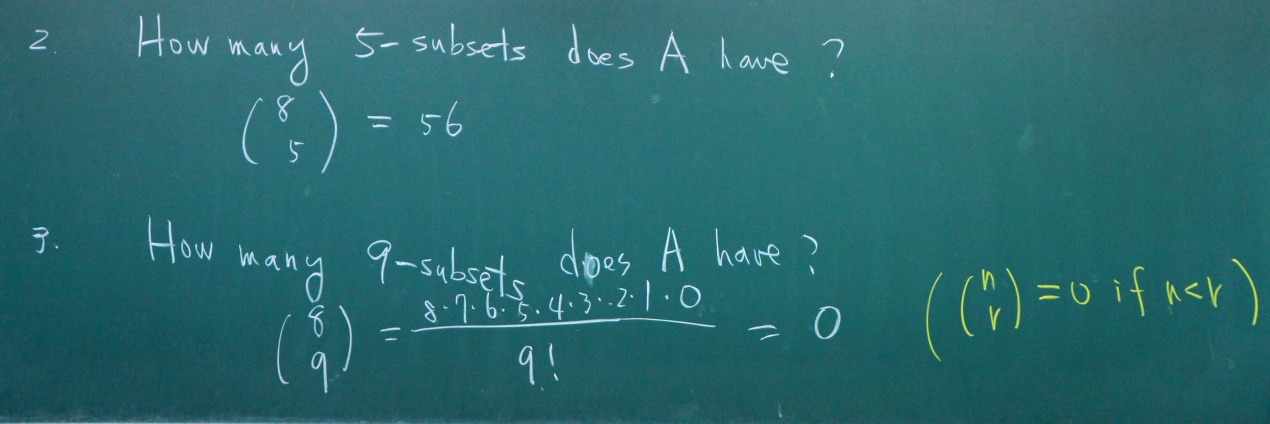 2. How many 5-subsets does A have ?
(8 5) = 56
3. How many 9-subsets does A have ?
(8 9) = 8·7·6·5·4·3·2·1·0 / 9! = 0 ((n r) = 0 if n<r)